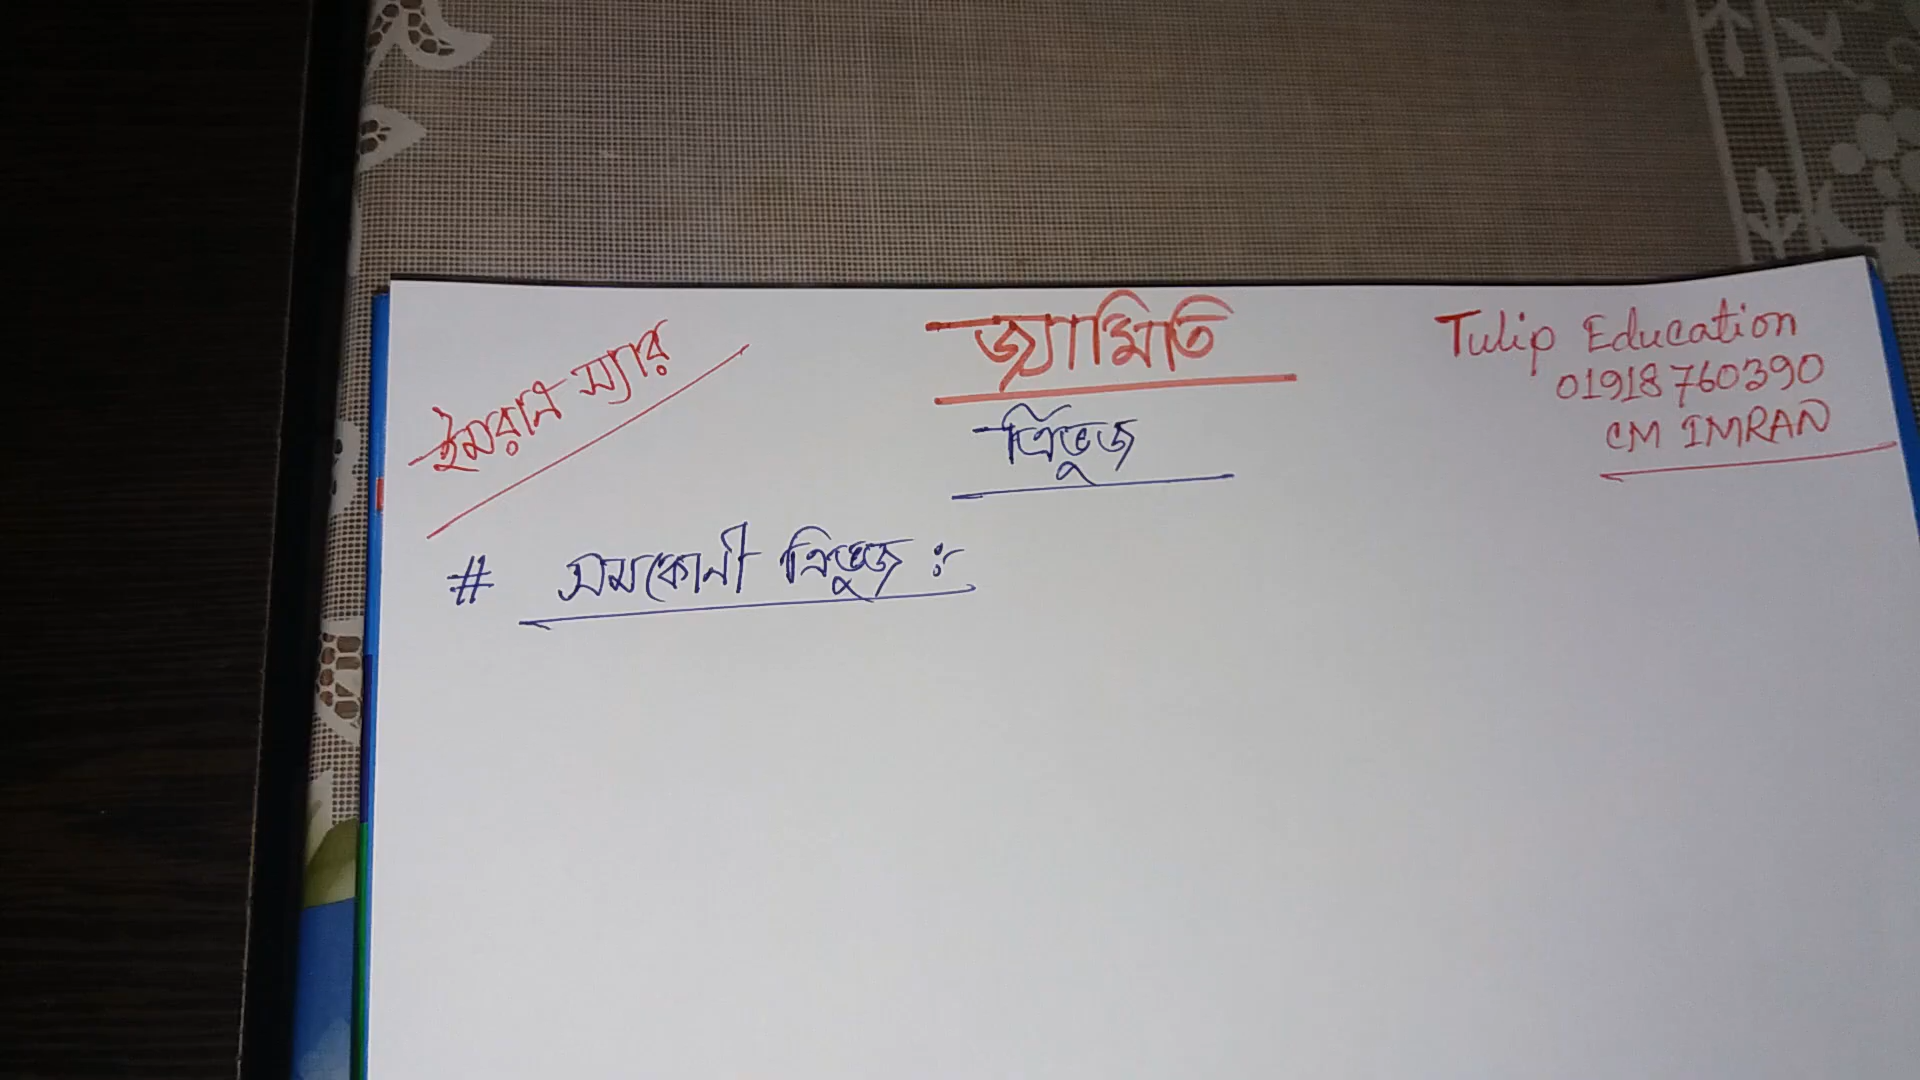 ইমরান স্যার
জ্যামিতি
ত্রিভুজ
Tulip Education
01918760390
CM IMRAN
# সমকোনী ত্রিভুজ :